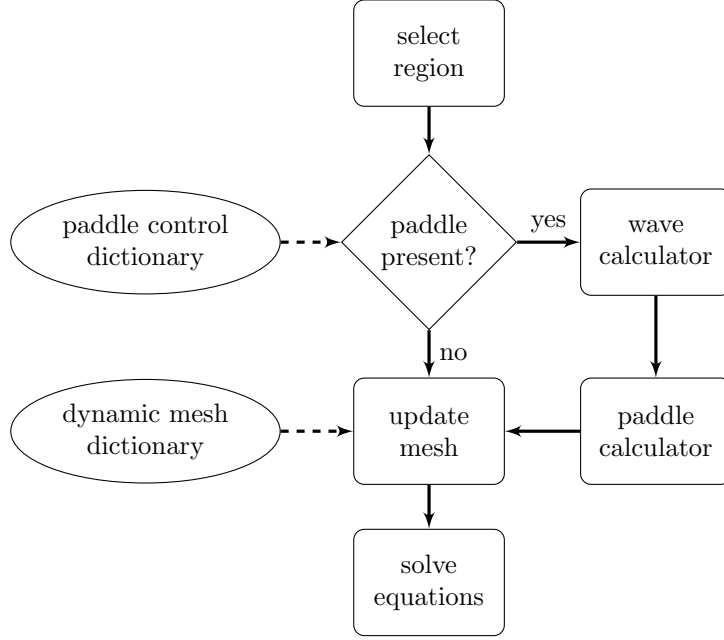 select
region
paddle control
dictionary
paddle
present?
yes
wave
calculator
no
dynamic mesh
dictionary
update
mesh
paddle
calculator
solve
equations